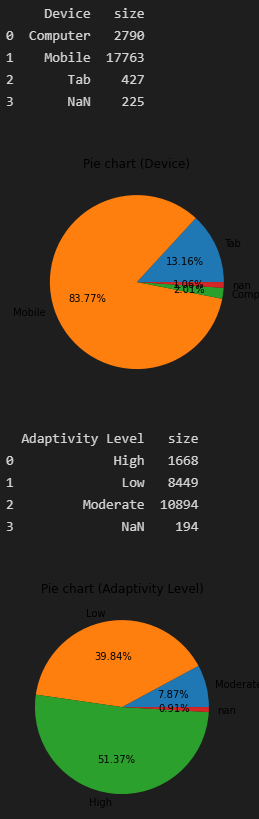 Device size
0 Computer 2790
1 Mobile 17763
2 Tab 427
3 NaN 225
Pie chart (Device)
Tab
13.16%
1.06%
nan
2.01%
Comp
83.77%
Mobile
Adaptivity Level size
0 High 1668
1 Low 8449
2 Moderate 10894
3 NaN 194
Pie chart (Adaptivity Level)
Low
39.84%
Moderate
7.87%
0.91%
nan
51.37%
High